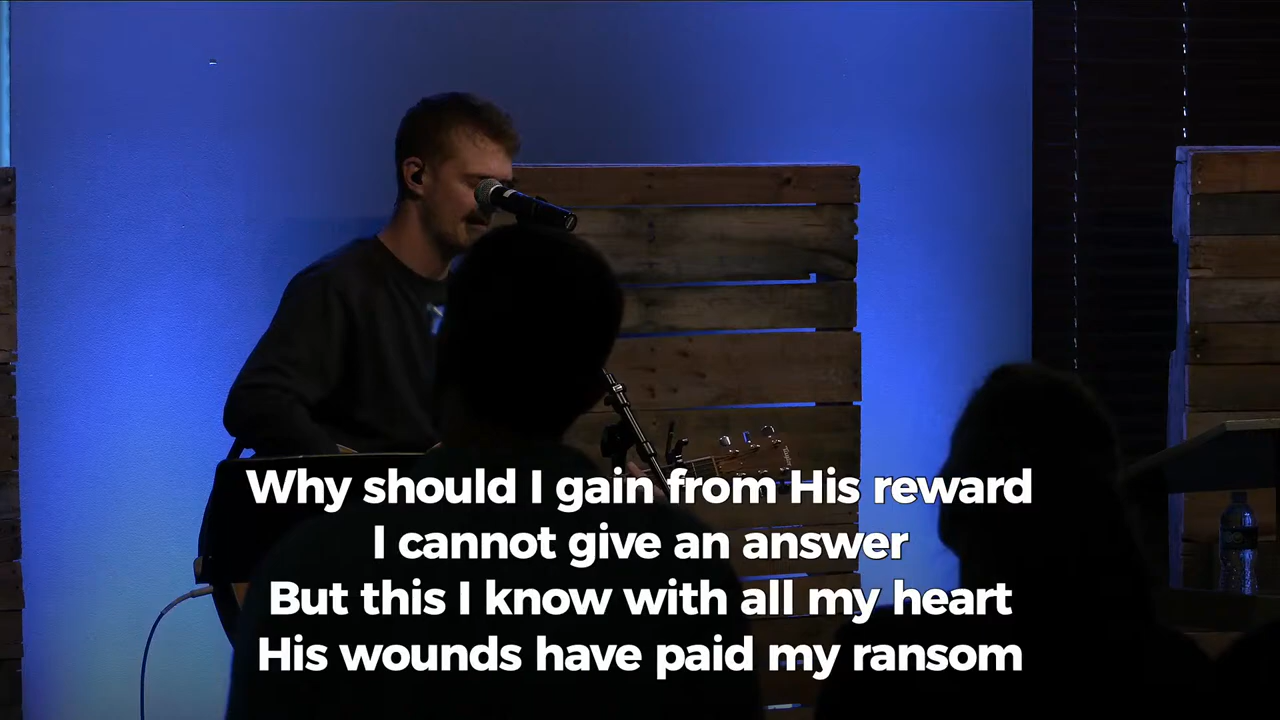 Why should I gain from His reward
I cannot give an answer
But this I know with all my heart
His wounds have paid my ransom